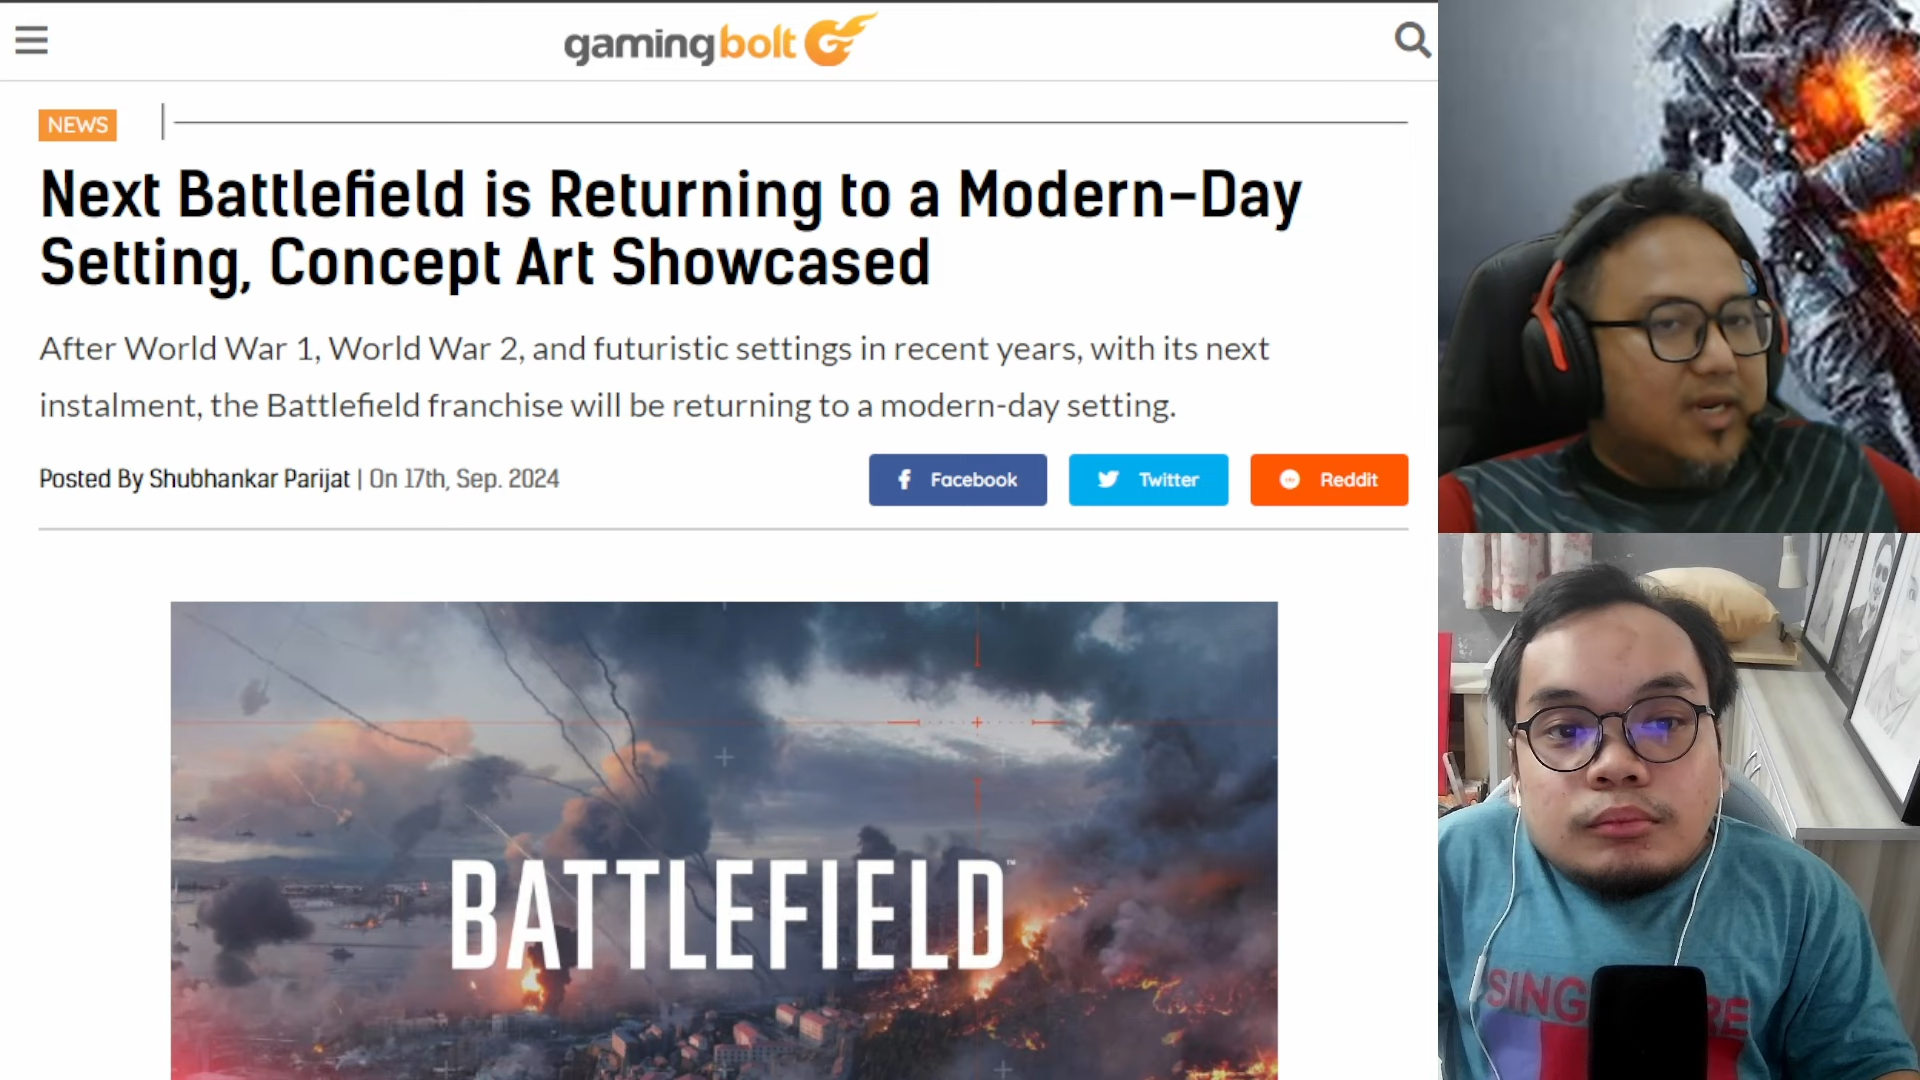 gamingbolt
NEWS
Next Battlefield is Returning to a Modern-Day
Setting, Concept Art Showcased
After World War 1, World War 2, and futuristic settings in recent years, with its next
instalment, the Battlefield franchise will be returning to a modern-day setting.
Posted By Shubhankar Parijat | On 17th, Sep. 2024
Facebook
Twitter
Reddit
BATTLEFIELD™